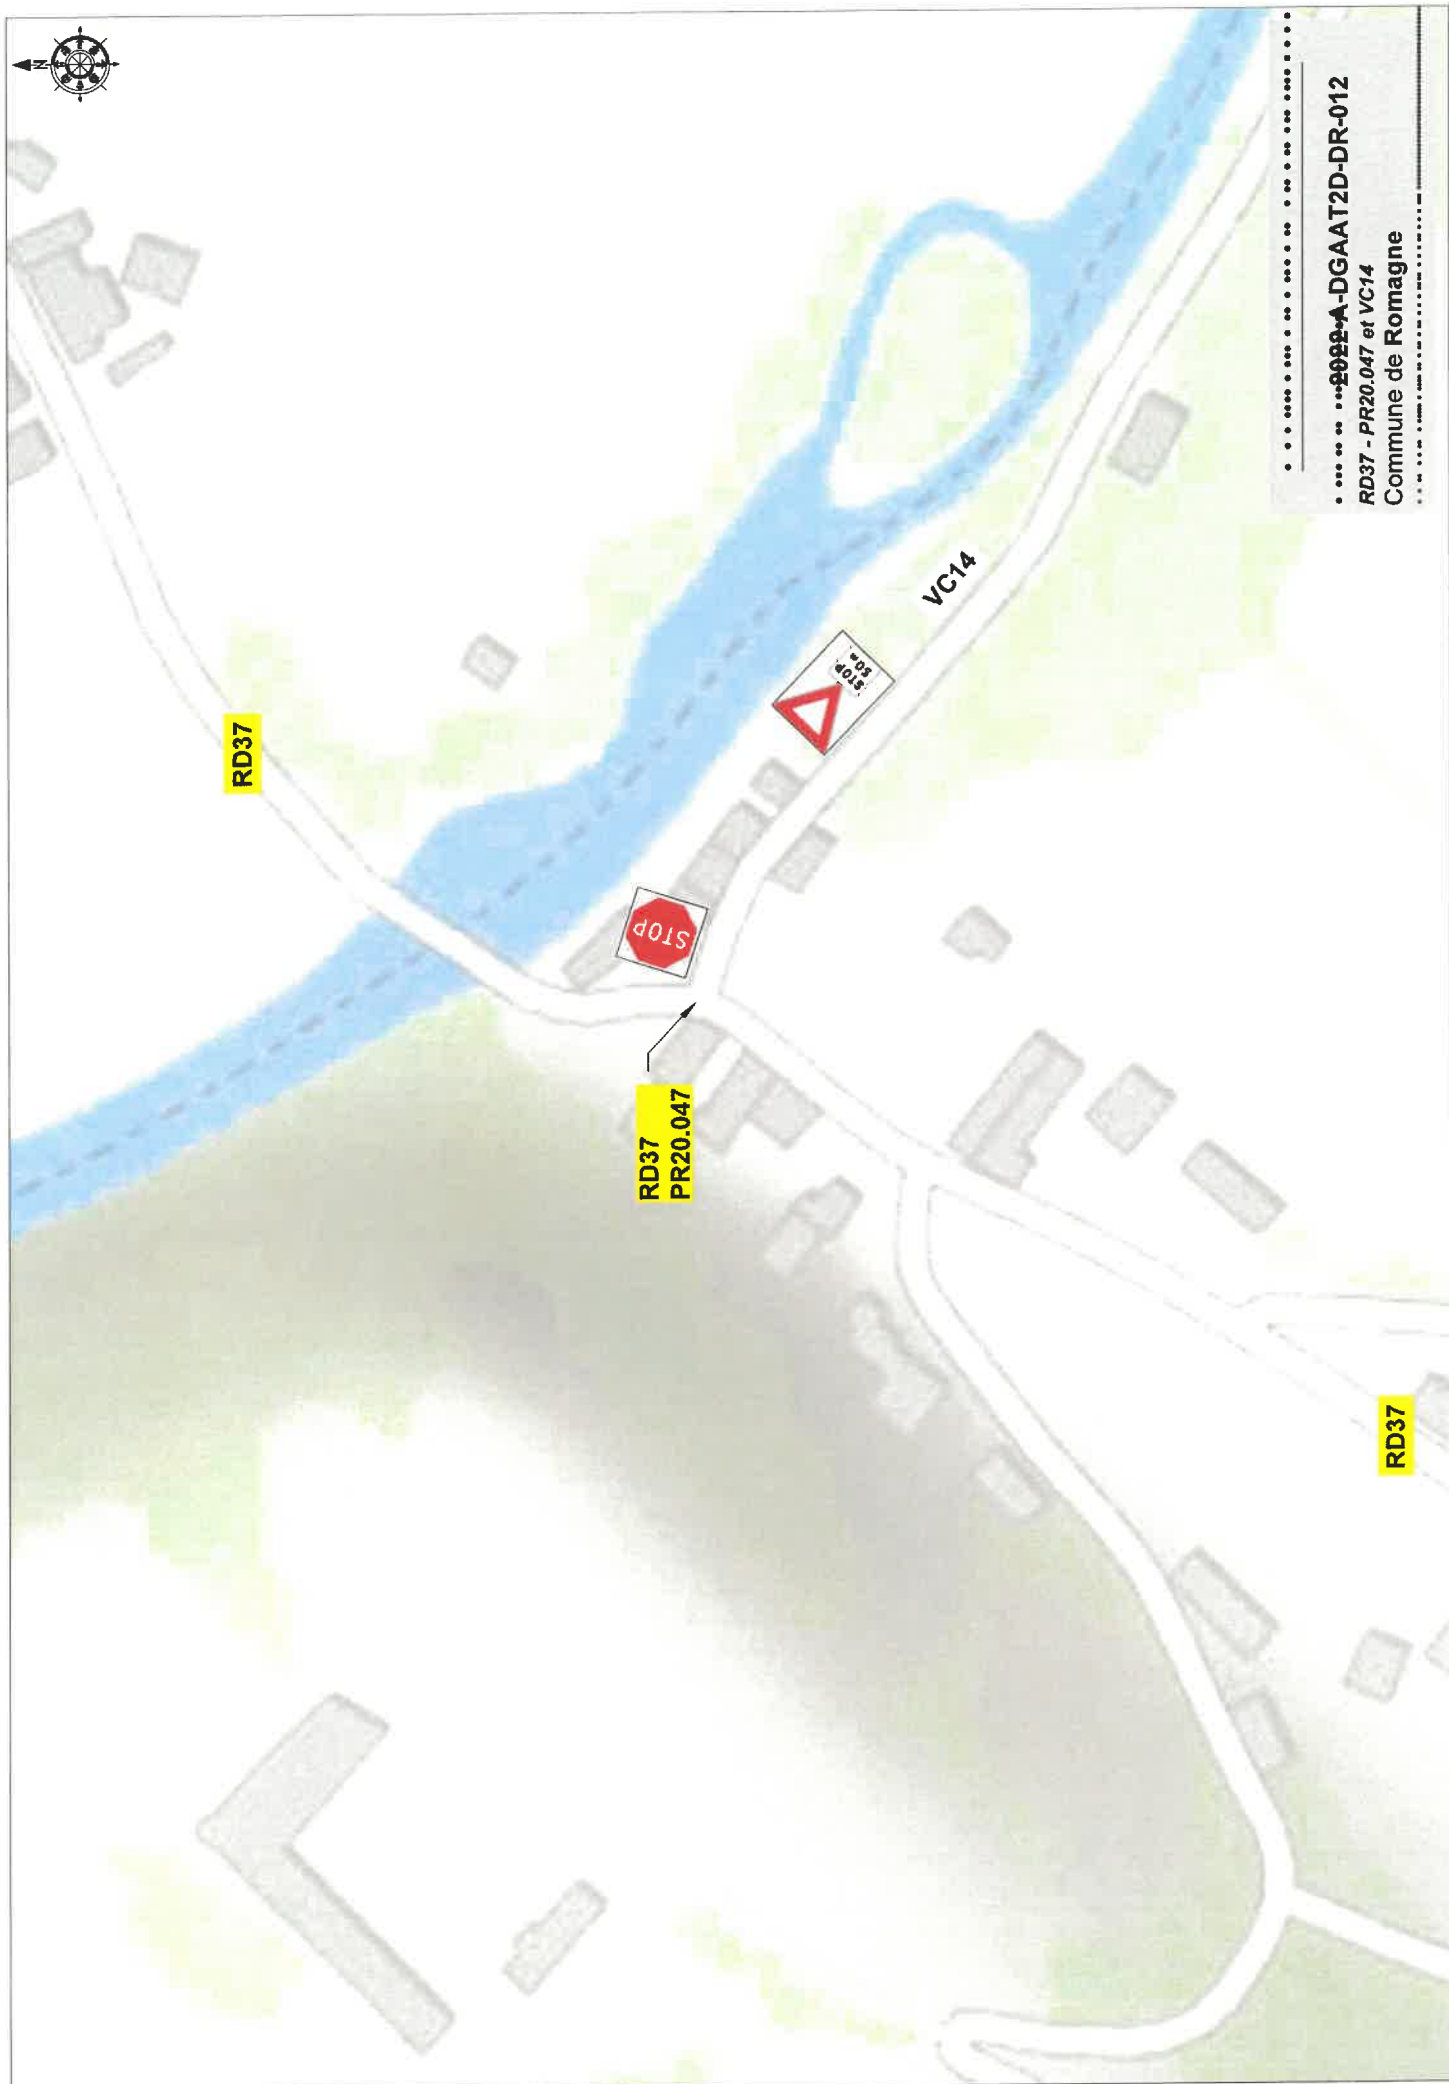 N
RD37
RD37
PR20.047
STOP
STOP
50m
VC14
RD37
2022-A-DGAAT2D-DR-012
RD37 - PR20.047 et VC14
Commune de Romagne